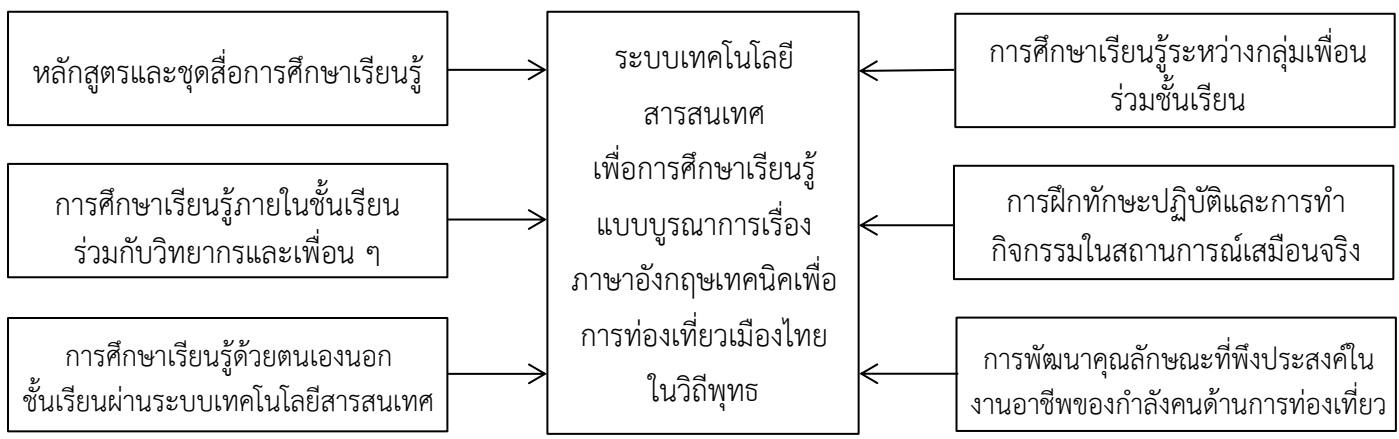 หลักสูตรและชุดสื่อการศึกษาเรียนรู้
การศึกษาเรียนรู้ภายในชั้นเรียน
ร่วมกับวิทยากรและเพื่อน ๆ
การศึกษาเรียนรู้ด้วยตนเองนอก
ชั้นเรียนผ่านระบบเทคโนโลยีสารสนเทศ
ระบบเทคโนโลยี
สารสนเทศ
เพื่อการศึกษาเรียนรู้
แบบบูรณาการเรื่อง
ภาษาอังกฤษเทคนิคเพื่อ
การท่องเที่ยวเมืองไทย
ในวิถีพุทธ
การศึกษาเรียนรู้ระหว่างกลุ่มเพื่อน
ร่วมชั้นเรียน
การฝึกทักษะปฏิบัติและการทำ
กิจกรรมในสถานการณ์เสมือนจริง
การพัฒนาคุณลักษณะที่พึงประสงค์ใน
งานอาชีพของกำลังคนด้านการท่องเที่ยว